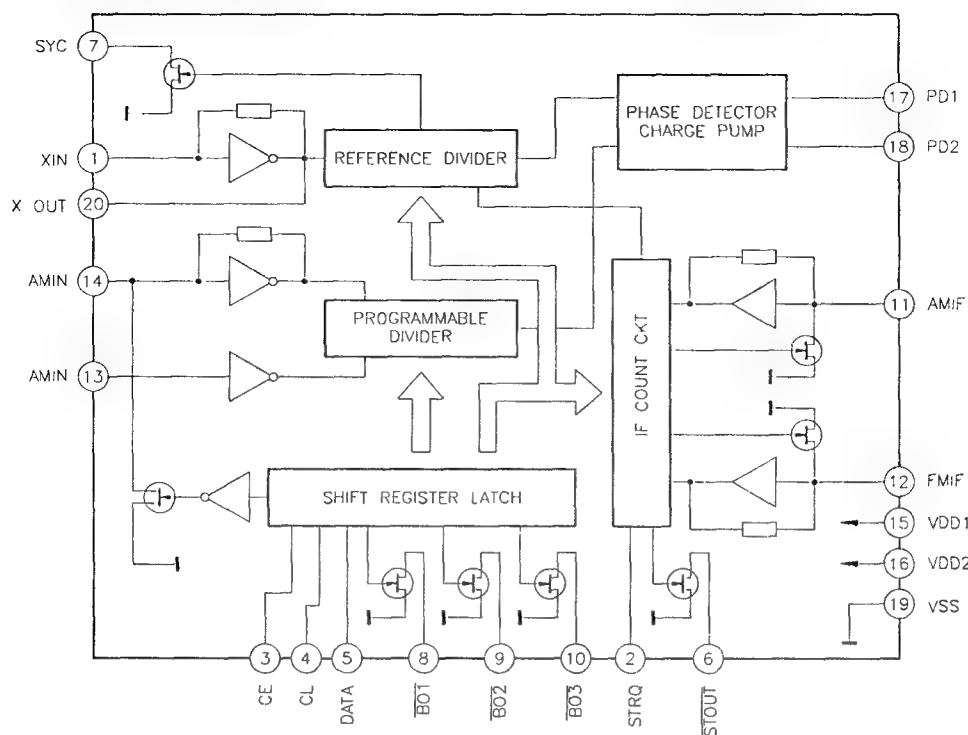 SYC 7
XIN 1
X OUT 20
AMIN 14
AMIN 13
REFERENCE DIVIDER
PHASE DETECTOR
CHARGE PUMP
17 PD1
18 PD2
PROGRAMMABLE
DIVIDER
IF COUNT CKT
11 AMIF
12 FMIF
15 VDD1
16 VDD2
19 VSS
SHIFT REGISTER LATCH
3 4 5 8 9 10 2 6
CE
CL
DATA
BO1
BO2
BO3
STRQ
STOUT